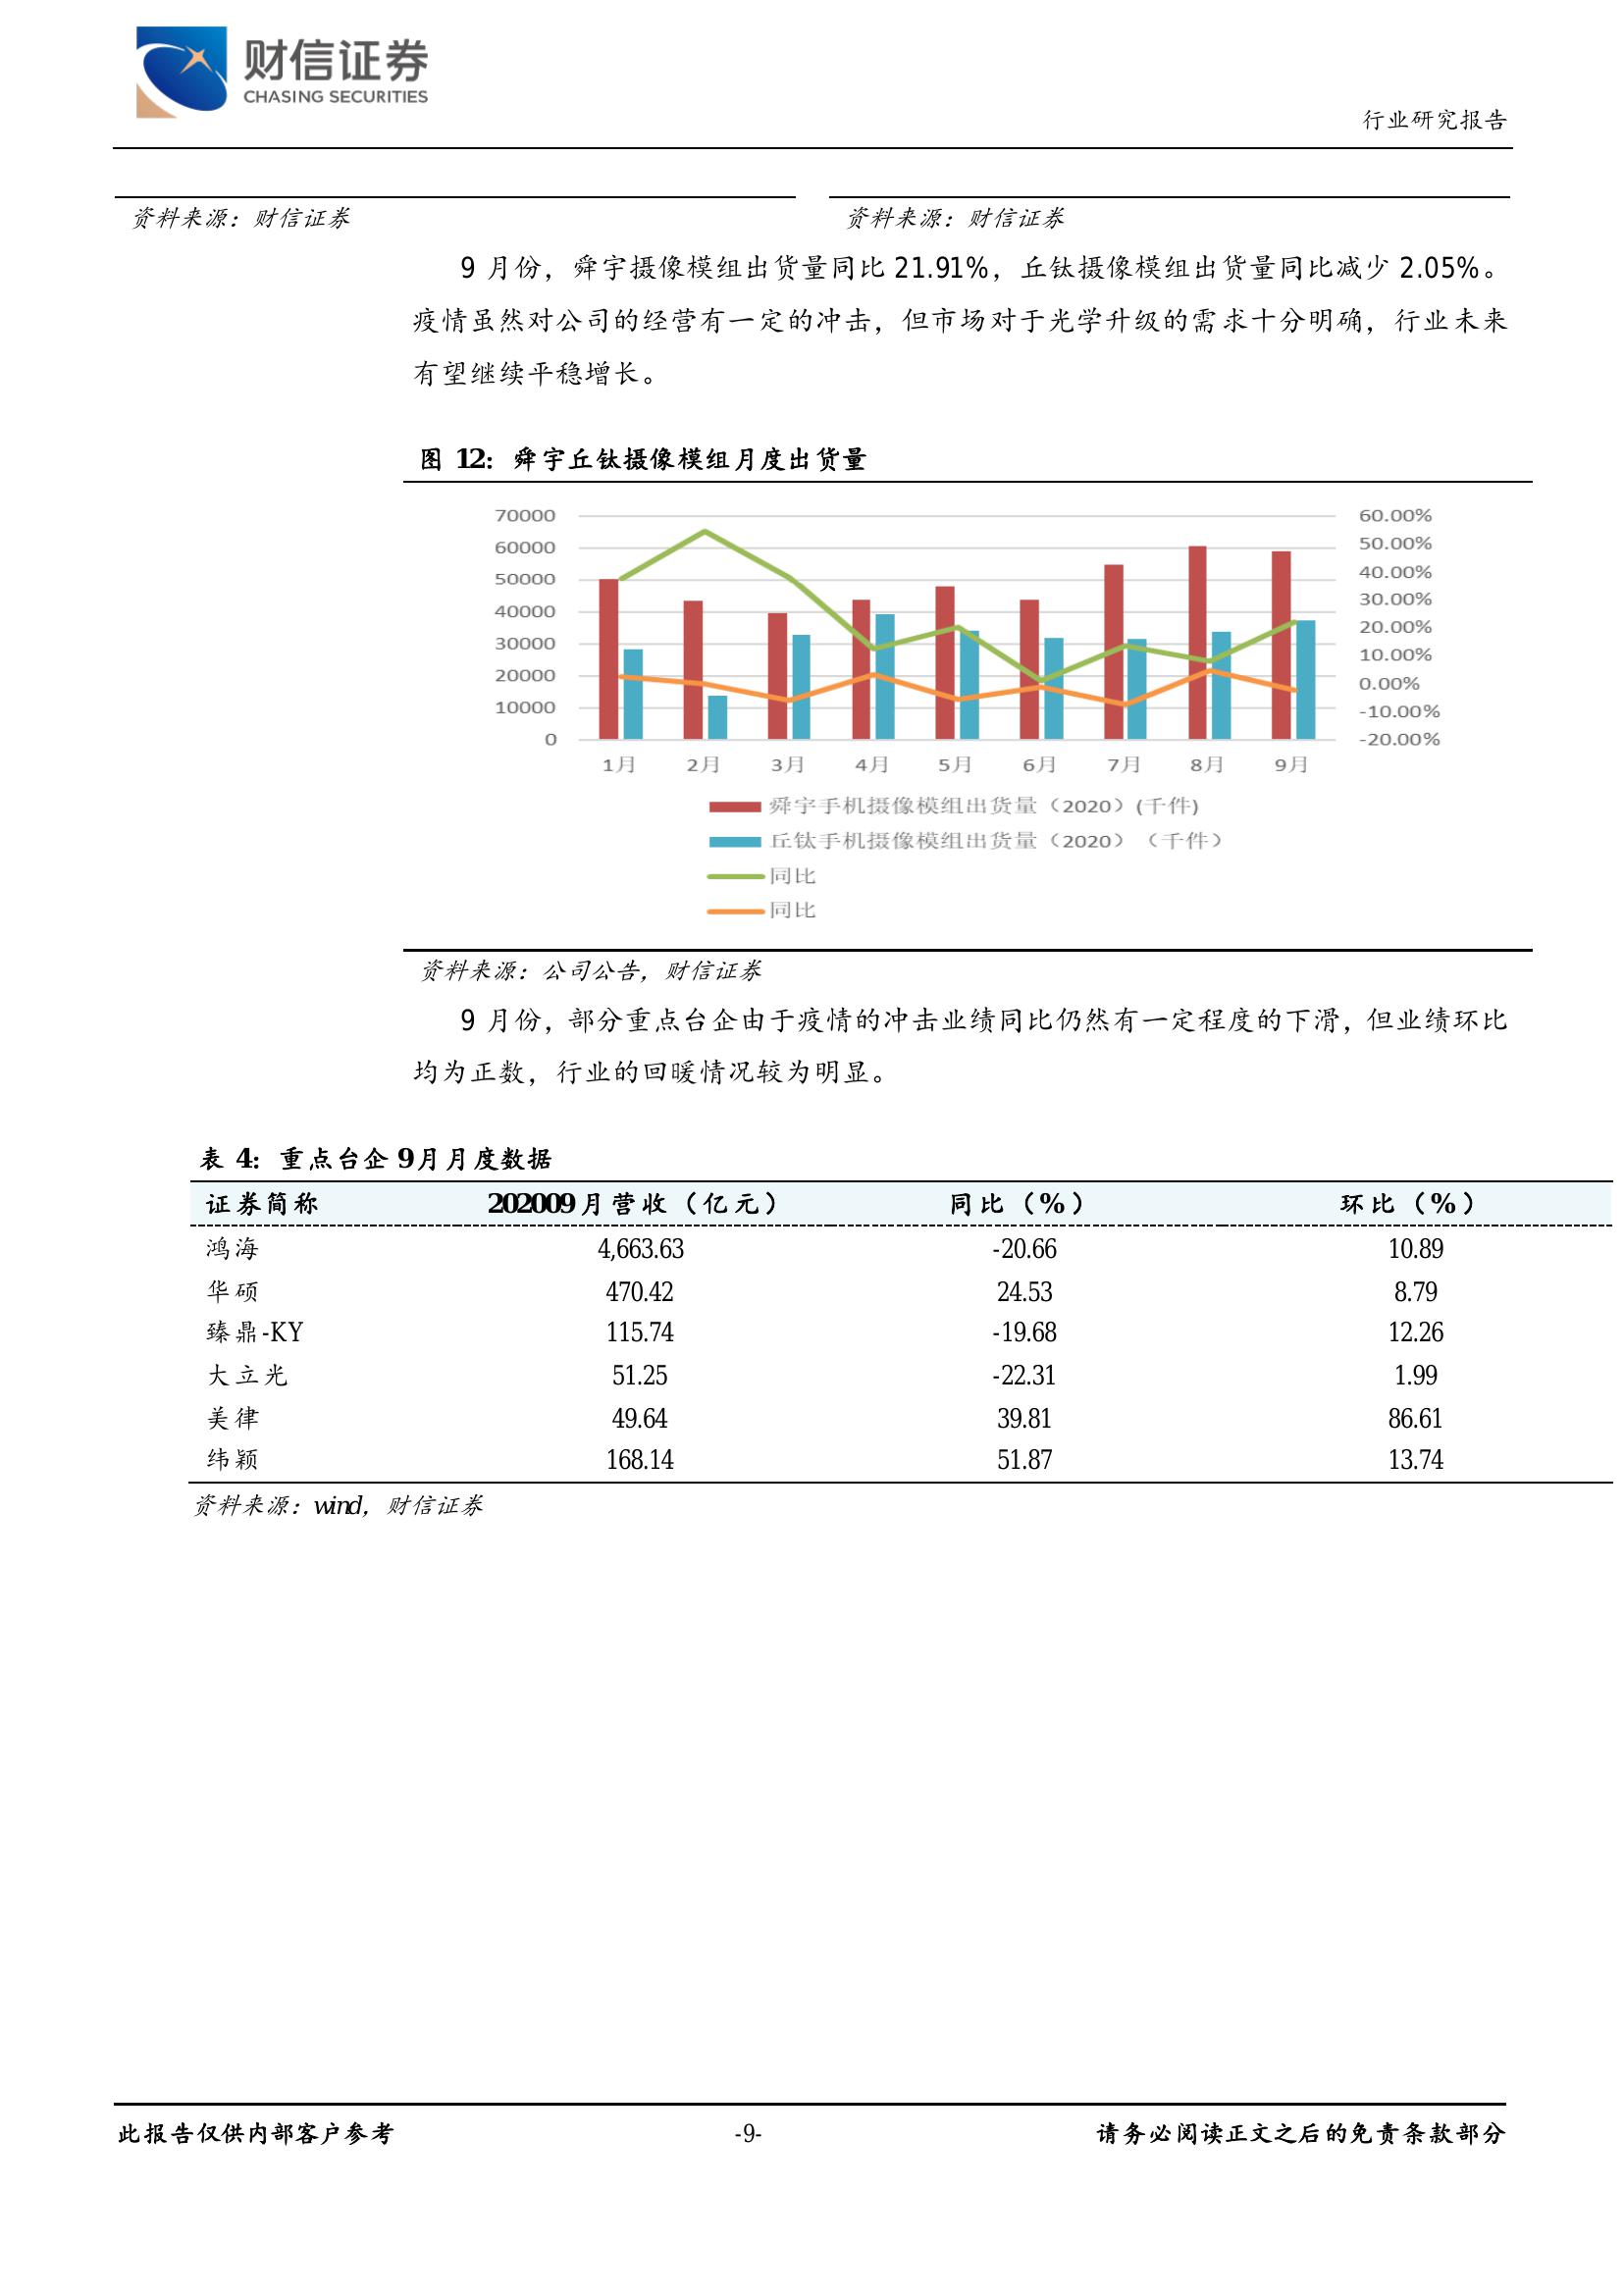 财信证券
CHASING SECURITIES
行业研究报告
资料来源：财信证券
资料来源：财信证券
9 月份，舜宇摄像模组出货量同比 21.91%，丘钛摄像模组出货量同比减少 2.05%。
疫情虽然对公司的经营有一定的冲击，但市场对于光学升级的需求十分明确，行业未来
有望继续平稳增长。
图 12：舜宇丘钛摄像模组月度出货量
70000 60.00%
60000 50.00%
50000 40.00%
40000 30.00%
30000 20.00%
20000 10.00%
10000 0.00%
0 -10.00%
-20.00%
1月 2月 3月 4月 5月 6月 7月 8月 9月
舜宇手机摄像模组出货量（2020）(千件)
丘钛手机摄像模组出货量（2020）（千件）
同比
同比
资料来源：公司公告，财信证券
9 月份，部分重点台企由于疫情的冲击业绩同比仍然有一定程度的下滑，但业绩环比
均为正数，行业的回暖情况较为明显。
表 4：重点台企 9月月度数据
证券简称 202009月营收（亿元） 同比（%） 环比（%）
鸿海 4,663.63 -20.66 10.89
华硕 470.42 24.53 8.79
臻鼎-KY 115.74 -19.68 12.26
大立光 51.25 -22.31 1.99
美律 49.64 39.81 86.61
纬颖 168.14 51.87 13.74
资料来源：wind，财信证券
此报告仅供内部客户参考 -9- 请务必阅读正文之后的免责条款部分